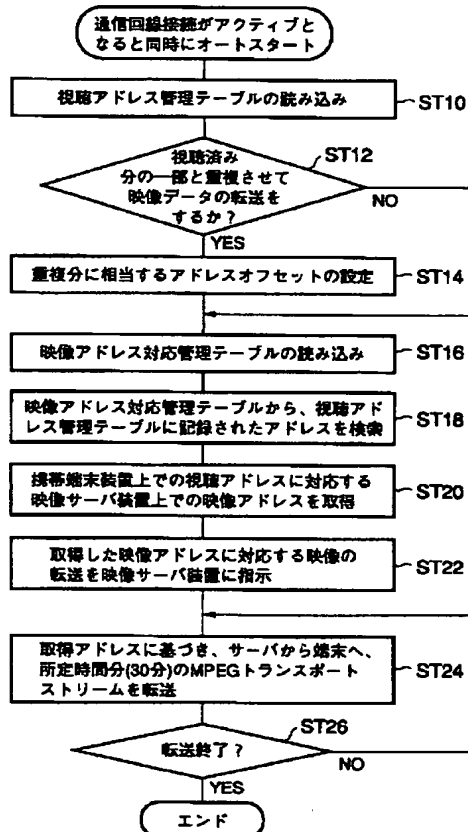 通信回線接続がアクティブと
なると同時にオートスタート
視聴アドレス管理テーブルの読み込み
ST10
視聴済み
分の一部と重複させて
映像データの転送を
するか？
ST12
NO
YES
重複分に相当するアドレスオフセットの設定
ST14
映像アドレス対応管理テーブルの読み込み
ST16
映像アドレス対応管理テーブルから、視聴アド
レス管理テーブルに記録されたアドレスを検索
ST18
携帯端末装置上での視聴アドレスに対応する
映像サーバ装置上での映像アドレスを取得
ST20
取得した映像アドレスに対応する映像の
転送を映像サーバ装置に指示
ST22
取得アドレスに基づき、サーバから端末へ、
所定時間分(30分)のMPEGトランスポート
ストリームを転送
ST24
転送終了？
ST26
NO
YES
エンド